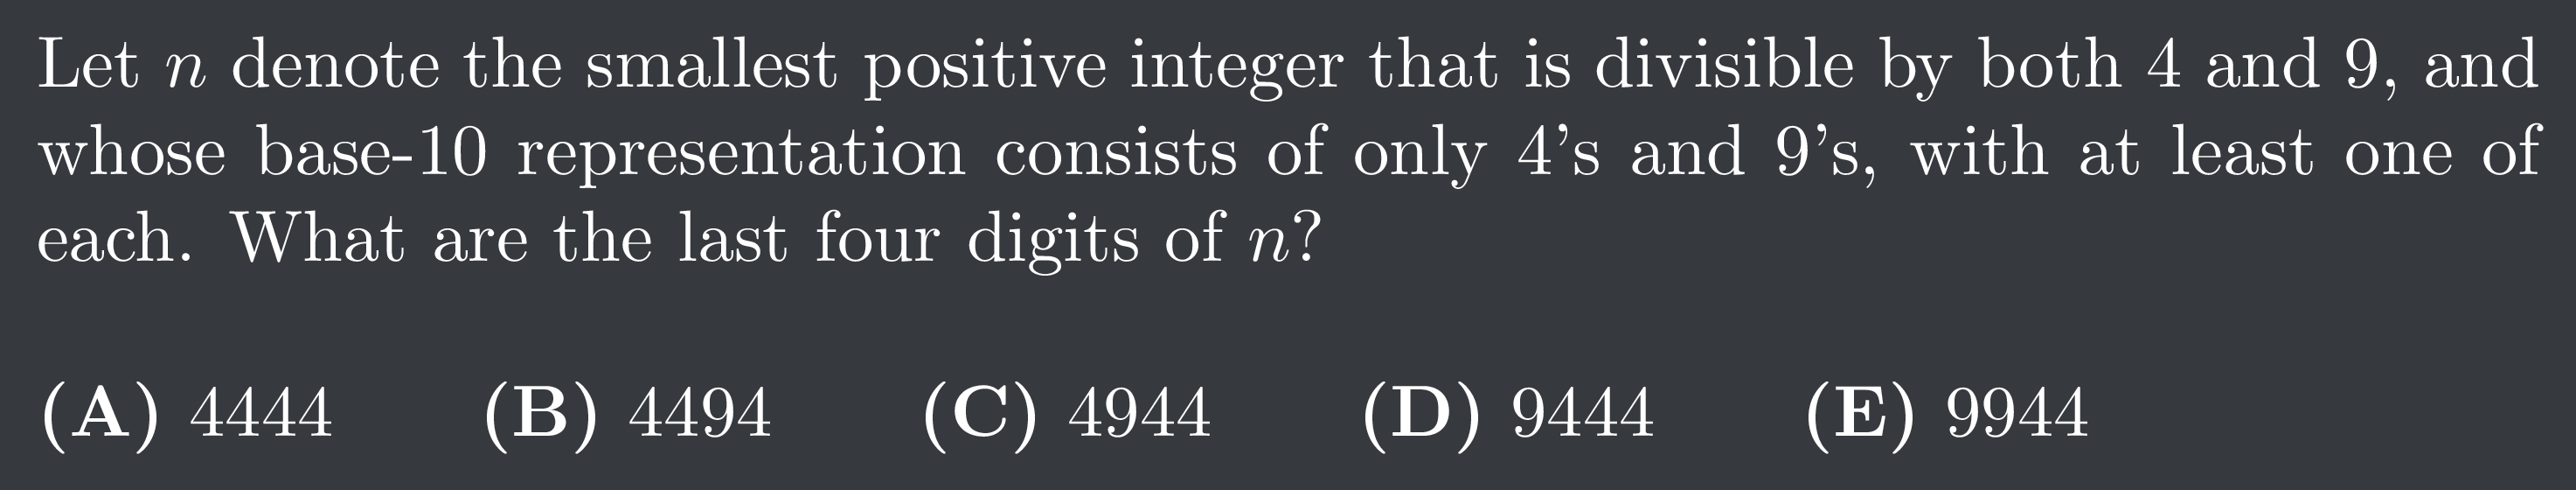 Let n denote the smallest positive integer that is divisible by both 4 and 9, and
whose base-10 representation consists of only 4’s and 9’s, with at least one of
each. What are the last four digits of n?
(A) 4444 (B) 4494 (C) 4944 (D) 9444 (E) 9944